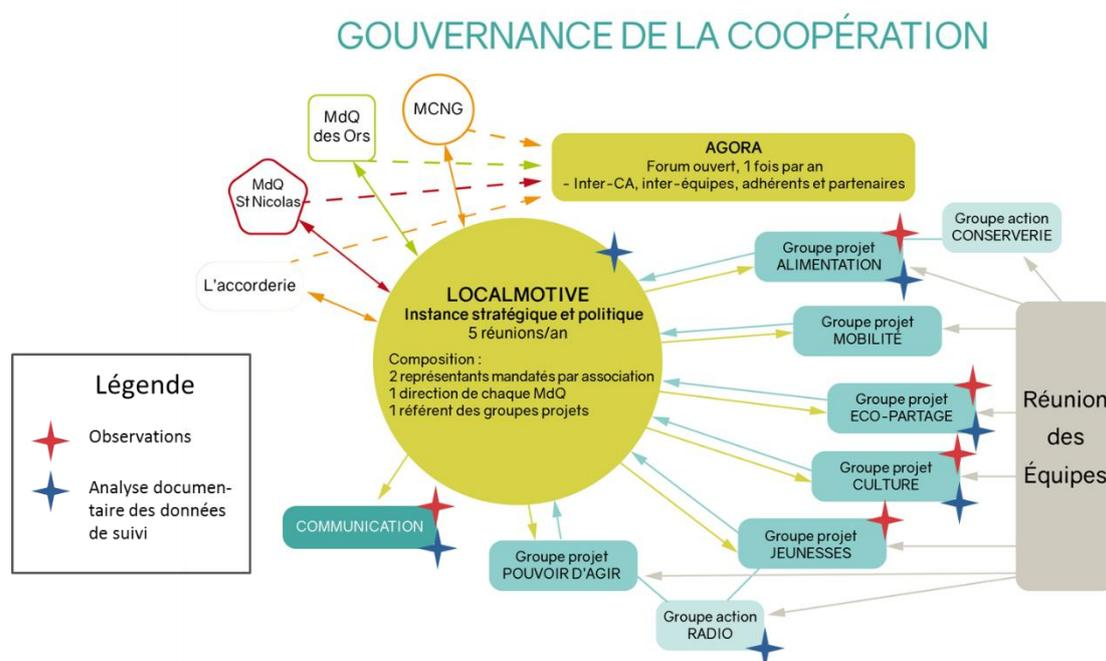 GOUVERNANCE DE LA COOPÉRATION
MCNG
MdQ
des Ors
MdQ
St Nicolas
L'accorderie
AGORA
Forum ouvert, 1 fois par an
- Inter-CA, inter-équipes, adhérents et partenaires
LOCALMOTIVE
Instance stratégique et politique
5 réunions/an
Composition :
2 représentants mandatés par association
1 direction de chaque MdQ
1 référent des groupes projets
Groupe action
CONSERVERIE
Groupe projet
ALIMENTATION
Groupe projet
MOBILITÉ
Groupe projet
ECO-PARTAGE
Groupe projet
CULTURE
Groupe projet
JEUNESSES
Groupe projet
POUVOIR D'AGIR
Groupe action
RADIO
COMMUNICATION
Réunion
des
Équipes
Légende
Observations
Analyse documen-
taire des données
de suivi